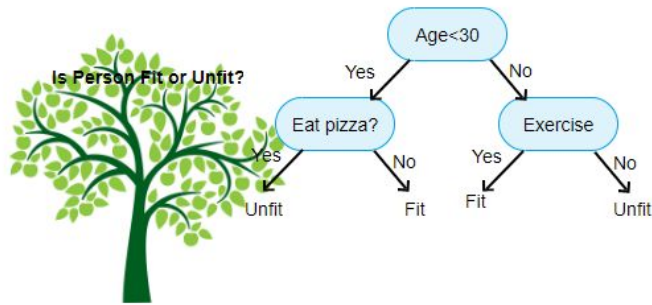 Age<30
Is Person Fit or Unfit?
Yes
No
Eat pizza?
Exercise
Yes
No
Yes
No
Unfit
Fit
Fit
Unfit